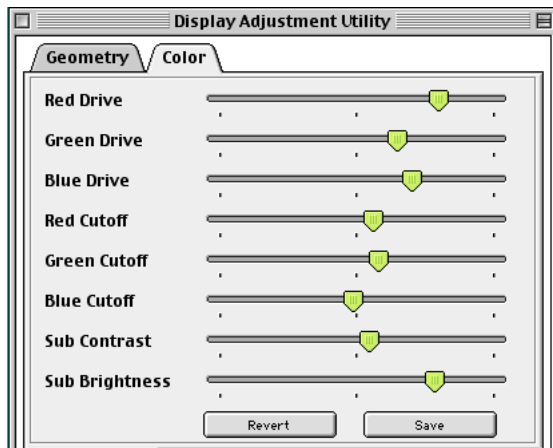 Display Adjustment Utility
Geometry Color
Red Drive
Green Drive
Blue Drive
Red Cutoff
Green Cutoff
Blue Cutoff
Sub Contrast
Sub Brightness
Revert Save